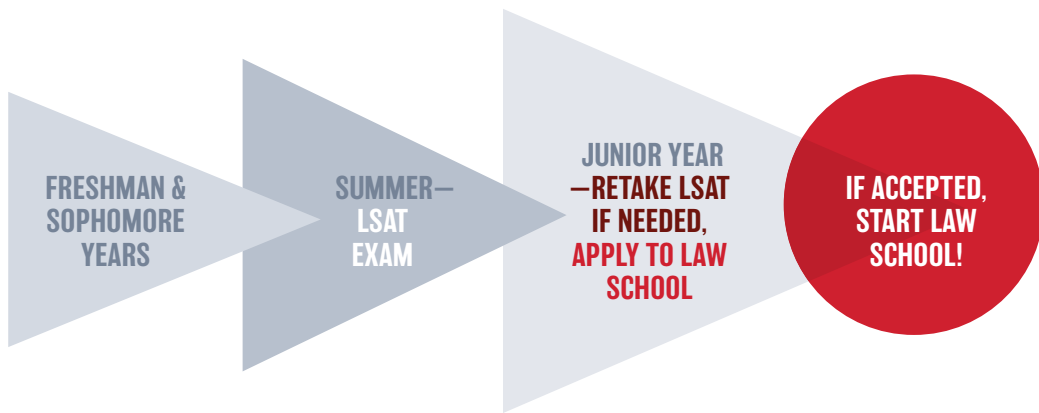 FRESHMAN &
SOPHOMORE
YEARS
SUMMER—
LSAT
EXAM
JUNIOR YEAR
—RETAKE LSAT
IF NEEDED,
APPLY TO LAW
SCHOOL
IF ACCEPTED,
START LAW
SCHOOL!